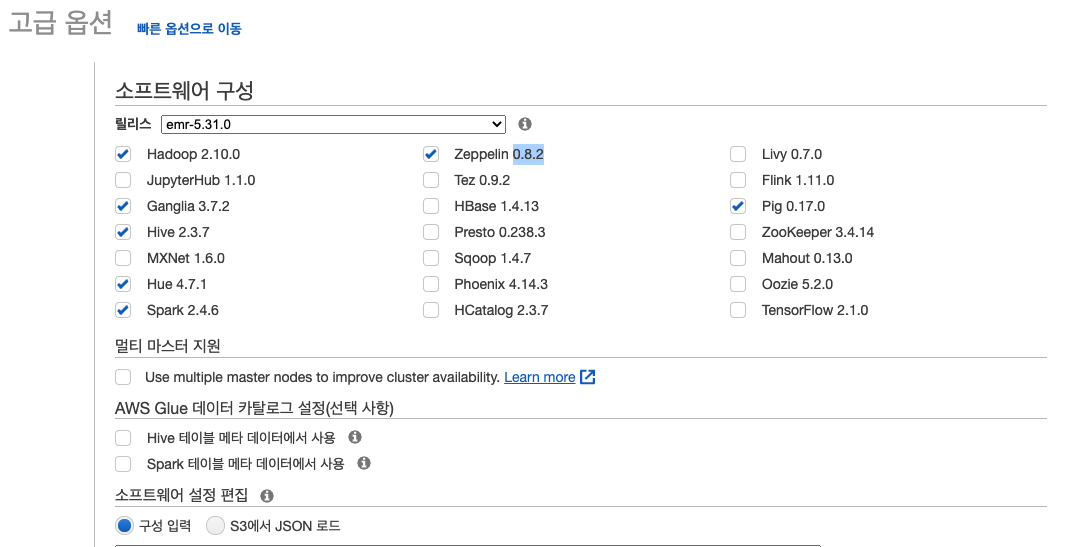 고급 옵션 빠른 옵션으로 이동
소프트웨어 구성
릴리스 emr-5.31.0
Hadoop 2.10.0 Zeppelin 0.8.2 Livy 0.7.0
JupyterHub 1.1.0 Tez 0.9.2 Flink 1.11.0
Ganglia 3.7.2 HBase 1.4.13 Pig 0.17.0
Hive 2.3.7 Presto 0.238.3 ZooKeeper 3.4.14
MXNet 1.6.0 Sqoop 1.4.7 Mahout 0.13.0
Hue 4.7.1 Phoenix 4.14.3 Oozie 5.2.0
Spark 2.4.6 HCatalog 2.3.7 TensorFlow 2.1.0
멀티 마스터 지원
Use multiple master nodes to improve cluster availability. Learn more
AWS Glue 데이터 카탈로그 설정(선택 사항)
Hive 테이블 메타 데이터에서 사용
Spark 테이블 메타 데이터에서 사용
소프트웨어 설정 편집
구성 입력 S3에서 JSON 로드